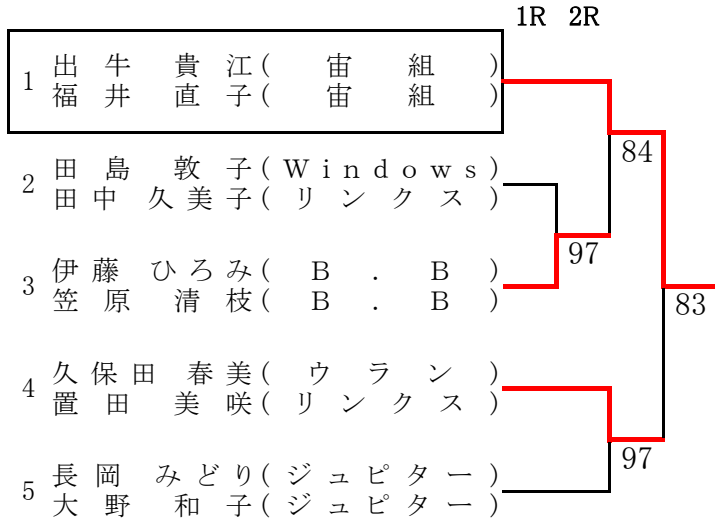 1R 2R
1 出牛 貴江(宙組)
福井 直子(宙組)
84
2 田島 敦子(Windows)
田中 久美子(リンクス)
97
3 伊藤 ひろみ(B.B)
笠原 清枝(B.B)
83
4 久保田 春美(ウラン)
置田 美咲(リンクス)
97
5 長岡 みどり(ジュピター)
大野 和子(ジュピター)